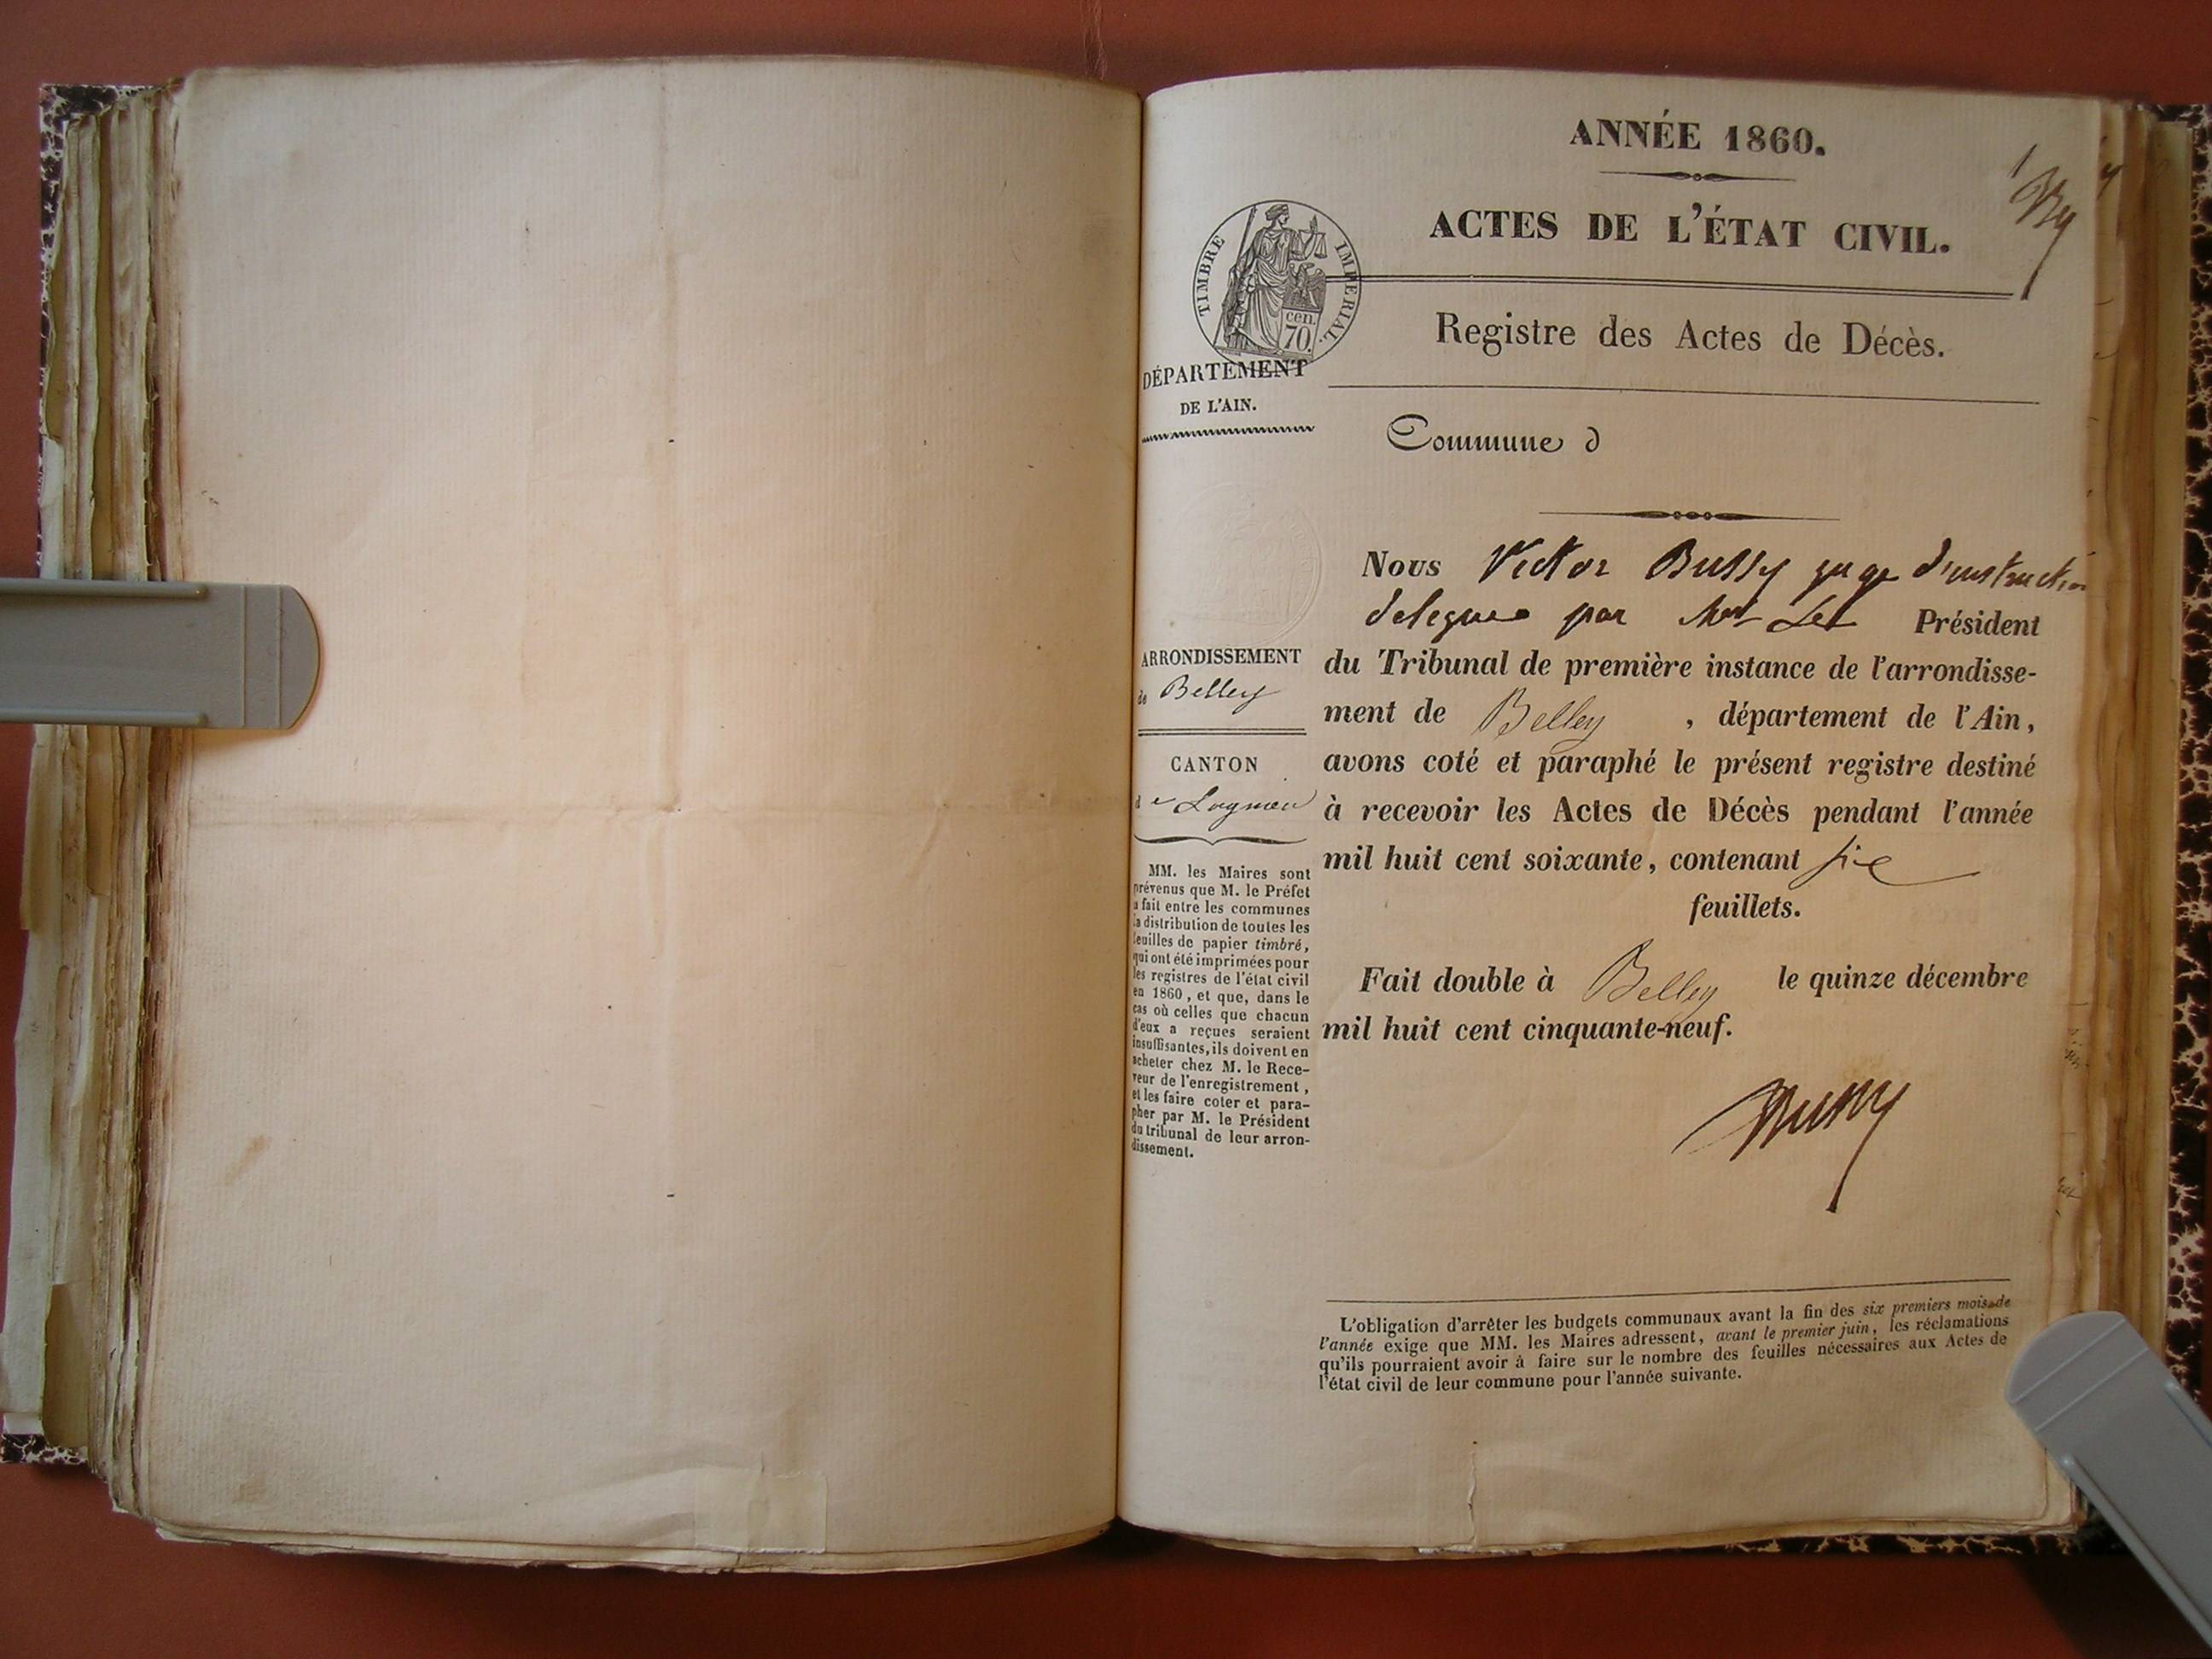 ANNÉE 1860.
ACTES DE L'ÉTAT CIVIL.
TIMBRE IMPERIAL.
cen.
70.
Registre des Actes de Décès.
DÉPARTEMENT
DE L'AIN.
Commune d
ARRONDISSEMENT
de Belley
CANTON
de
MM. les Maires sont
prévenus que M. le Préfet
a fait entre les communes
la distribution de toutes les
feuilles de papier timbré,
qui ont été imprimées pour
les registres de l'état civil
en 1860, et que, dans le
cas où celles que chacun
d'eux a reçues seraient
insuffisantes, ils doivent en
acheter chez M. le Rece-
veur de l'enregistrement,
et les faire coter et para-
pher par M. le Président
du tribunal de leur arron-
dissement.
Nous Victor Bussy juge d'instruction
delegue par Mr Le Président
du Tribunal de première instance de l'arrondisse-
ment de Belley , département de l'Ain,
avons coté et paraphé le présent registre destiné
à recevoir les Actes de Décès pendant l'année
mil huit cent soixante, contenant six
feuillets.
Fait double à Belley le quinze décembre
mil huit cent cinquante-neuf.
Bussy
L'obligation d'arrêter les budgets communaux avant la fin des six premiers mois de
l'année exige que MM. les Maires adressent, avant le premier juin, les réclamations
qu'ils pourraient avoir à faire sur le nombre des feuilles nécessaires aux Actes de
l'état civil de leur commune pour l'année suivante.